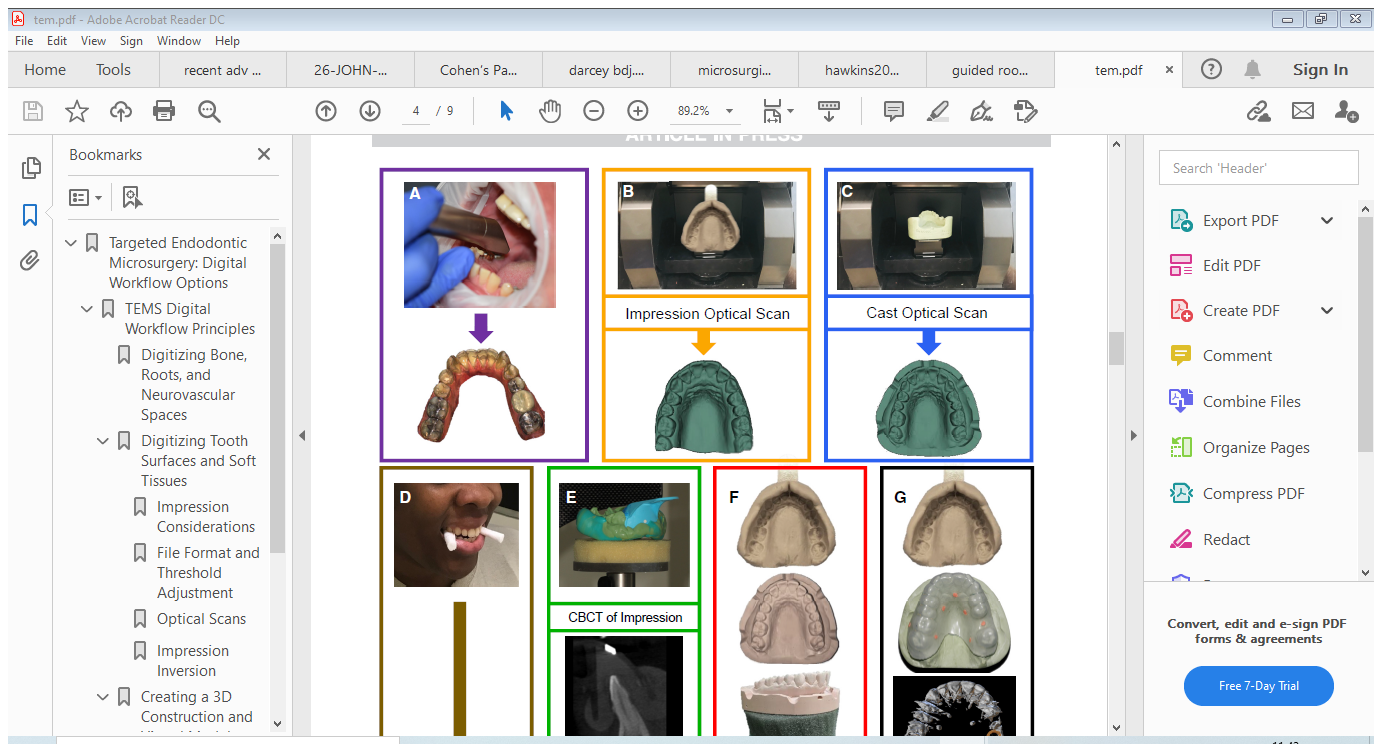 tem.pdf - Adobe Acrobat Reader DC
File Edit View Sign Window Help
Home Tools recent adv ... 26-JOHN-... Cohen's Pa... darcey bdj.... microsurgi... hawkins20... guided roo... tem.pdf × Sign In
4 / 9 89.2%
Bookmarks
Targeted Endodontic
Microsurgery: Digital
Workflow Options
TEMS Digital
Workflow Principles
Digitizing Bone,
Roots, and
Neurovascular
Spaces
Digitizing Tooth
Surfaces and Soft
Tissues
Impression
Considerations
File Format and
Threshold
Adjustment
Optical Scans
Impression
Inversion
Creating a 3D
Construction and
ARTICLE IN PRESS
A
B
C
Impression Optical Scan
Cast Optical Scan
D
E
F
G
CBCT of Impression
Search 'Header'
Export PDF
Edit PDF
Create PDF
Comment
Combine Files
Organize Pages
Compress PDF
Redact
Convert, edit and e-sign PDF
forms & agreements
Free 7-Day Trial